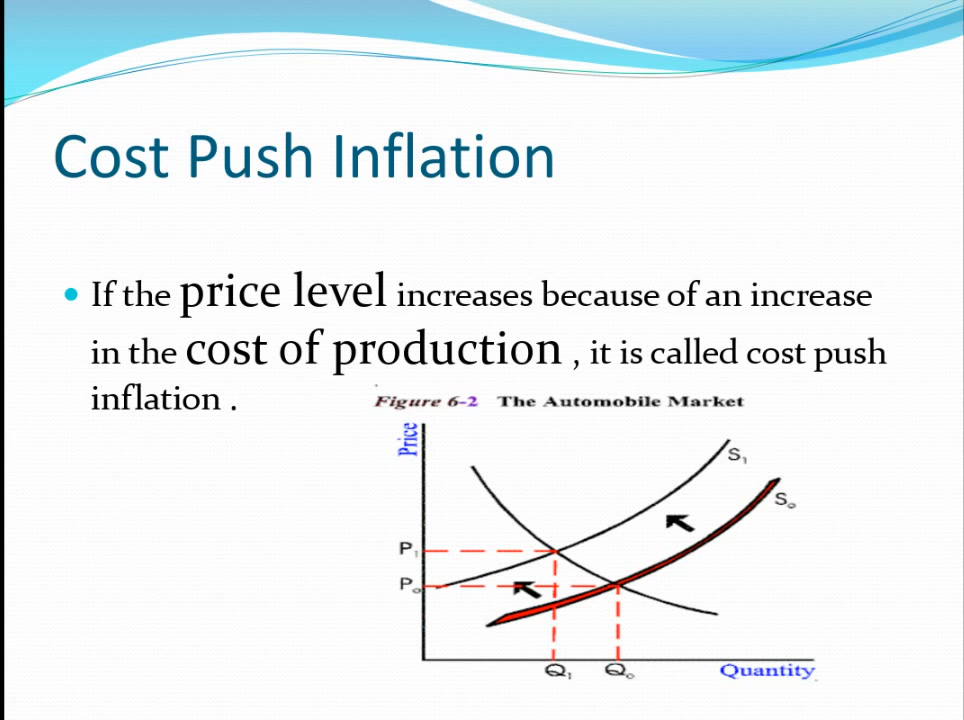 Cost Push Inflation
• If the price level increases because of an increase
in the cost of production , it is called cost push
inflation .
Figure 6-2 The Automobile Market
Price
S₁
S₀
P₁
P₀
Q₁ Q₀ Quantity